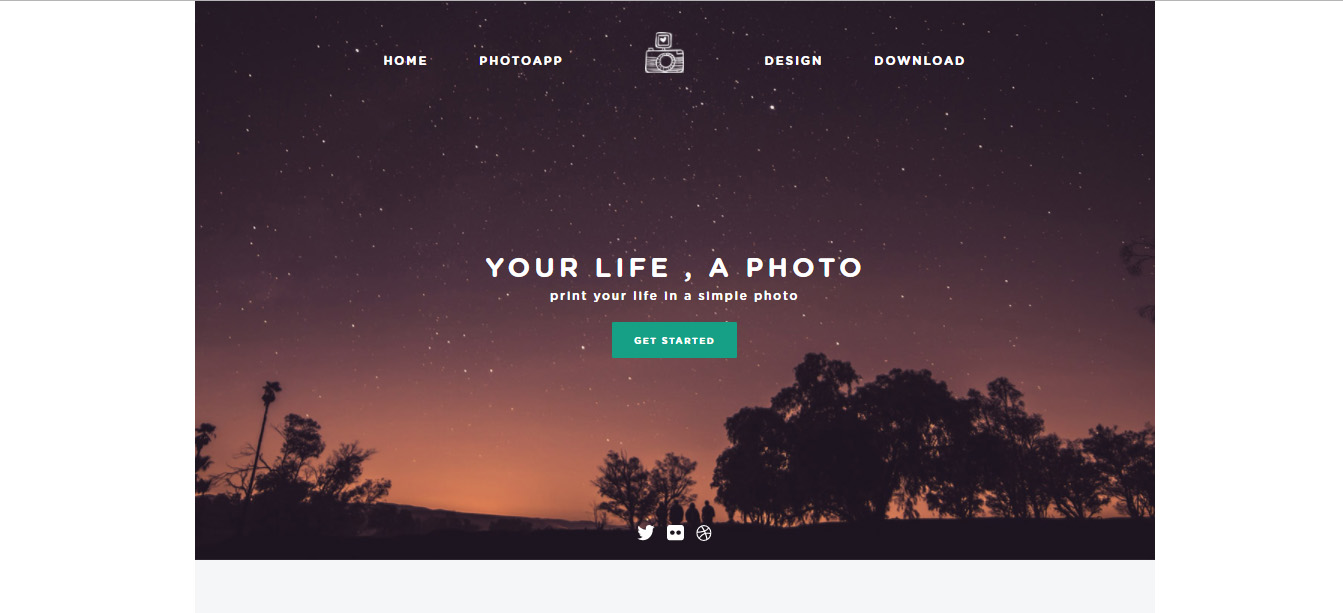 HOME PHOTOAPP DESIGN DOWNLOAD
YOUR LIFE , A PHOTO
print your life in a simple photo
GET STARTED